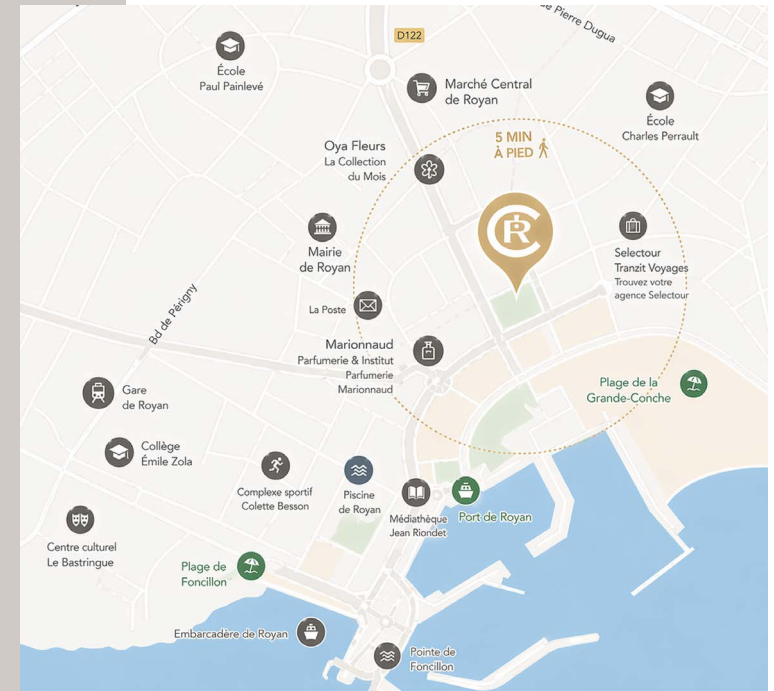 de Pierre Dugua
D122
École
Paul Painlevé
Marché Central
de Royan
École
Charles Perrault
5 MIN
À PIED
Oya Fleurs
La Collection
du Mois
CRI
Mairie
de Royan
Selectour
Tranzit Voyages
Trouvez votre
agence Selectour
La Poste
Bd de Périgny
Marionnaud
Parfumerie & Institut
Parfumerie
Marionnaud
Plage de la
Grande-Conche
Gare
de Royan
Collège
Émile Zola
Complexe sportif
Colette Besson
Piscine
de Royan
Médiathèque
Jean Riondet
Port de Royan
Centre culturel
Le Bastringue
Plage de
Foncillon
Embarcadère de Royan
Pointe de
Foncillon